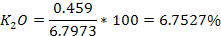 K₂O = 0.459/6.7973 * 100 = 6.7527%